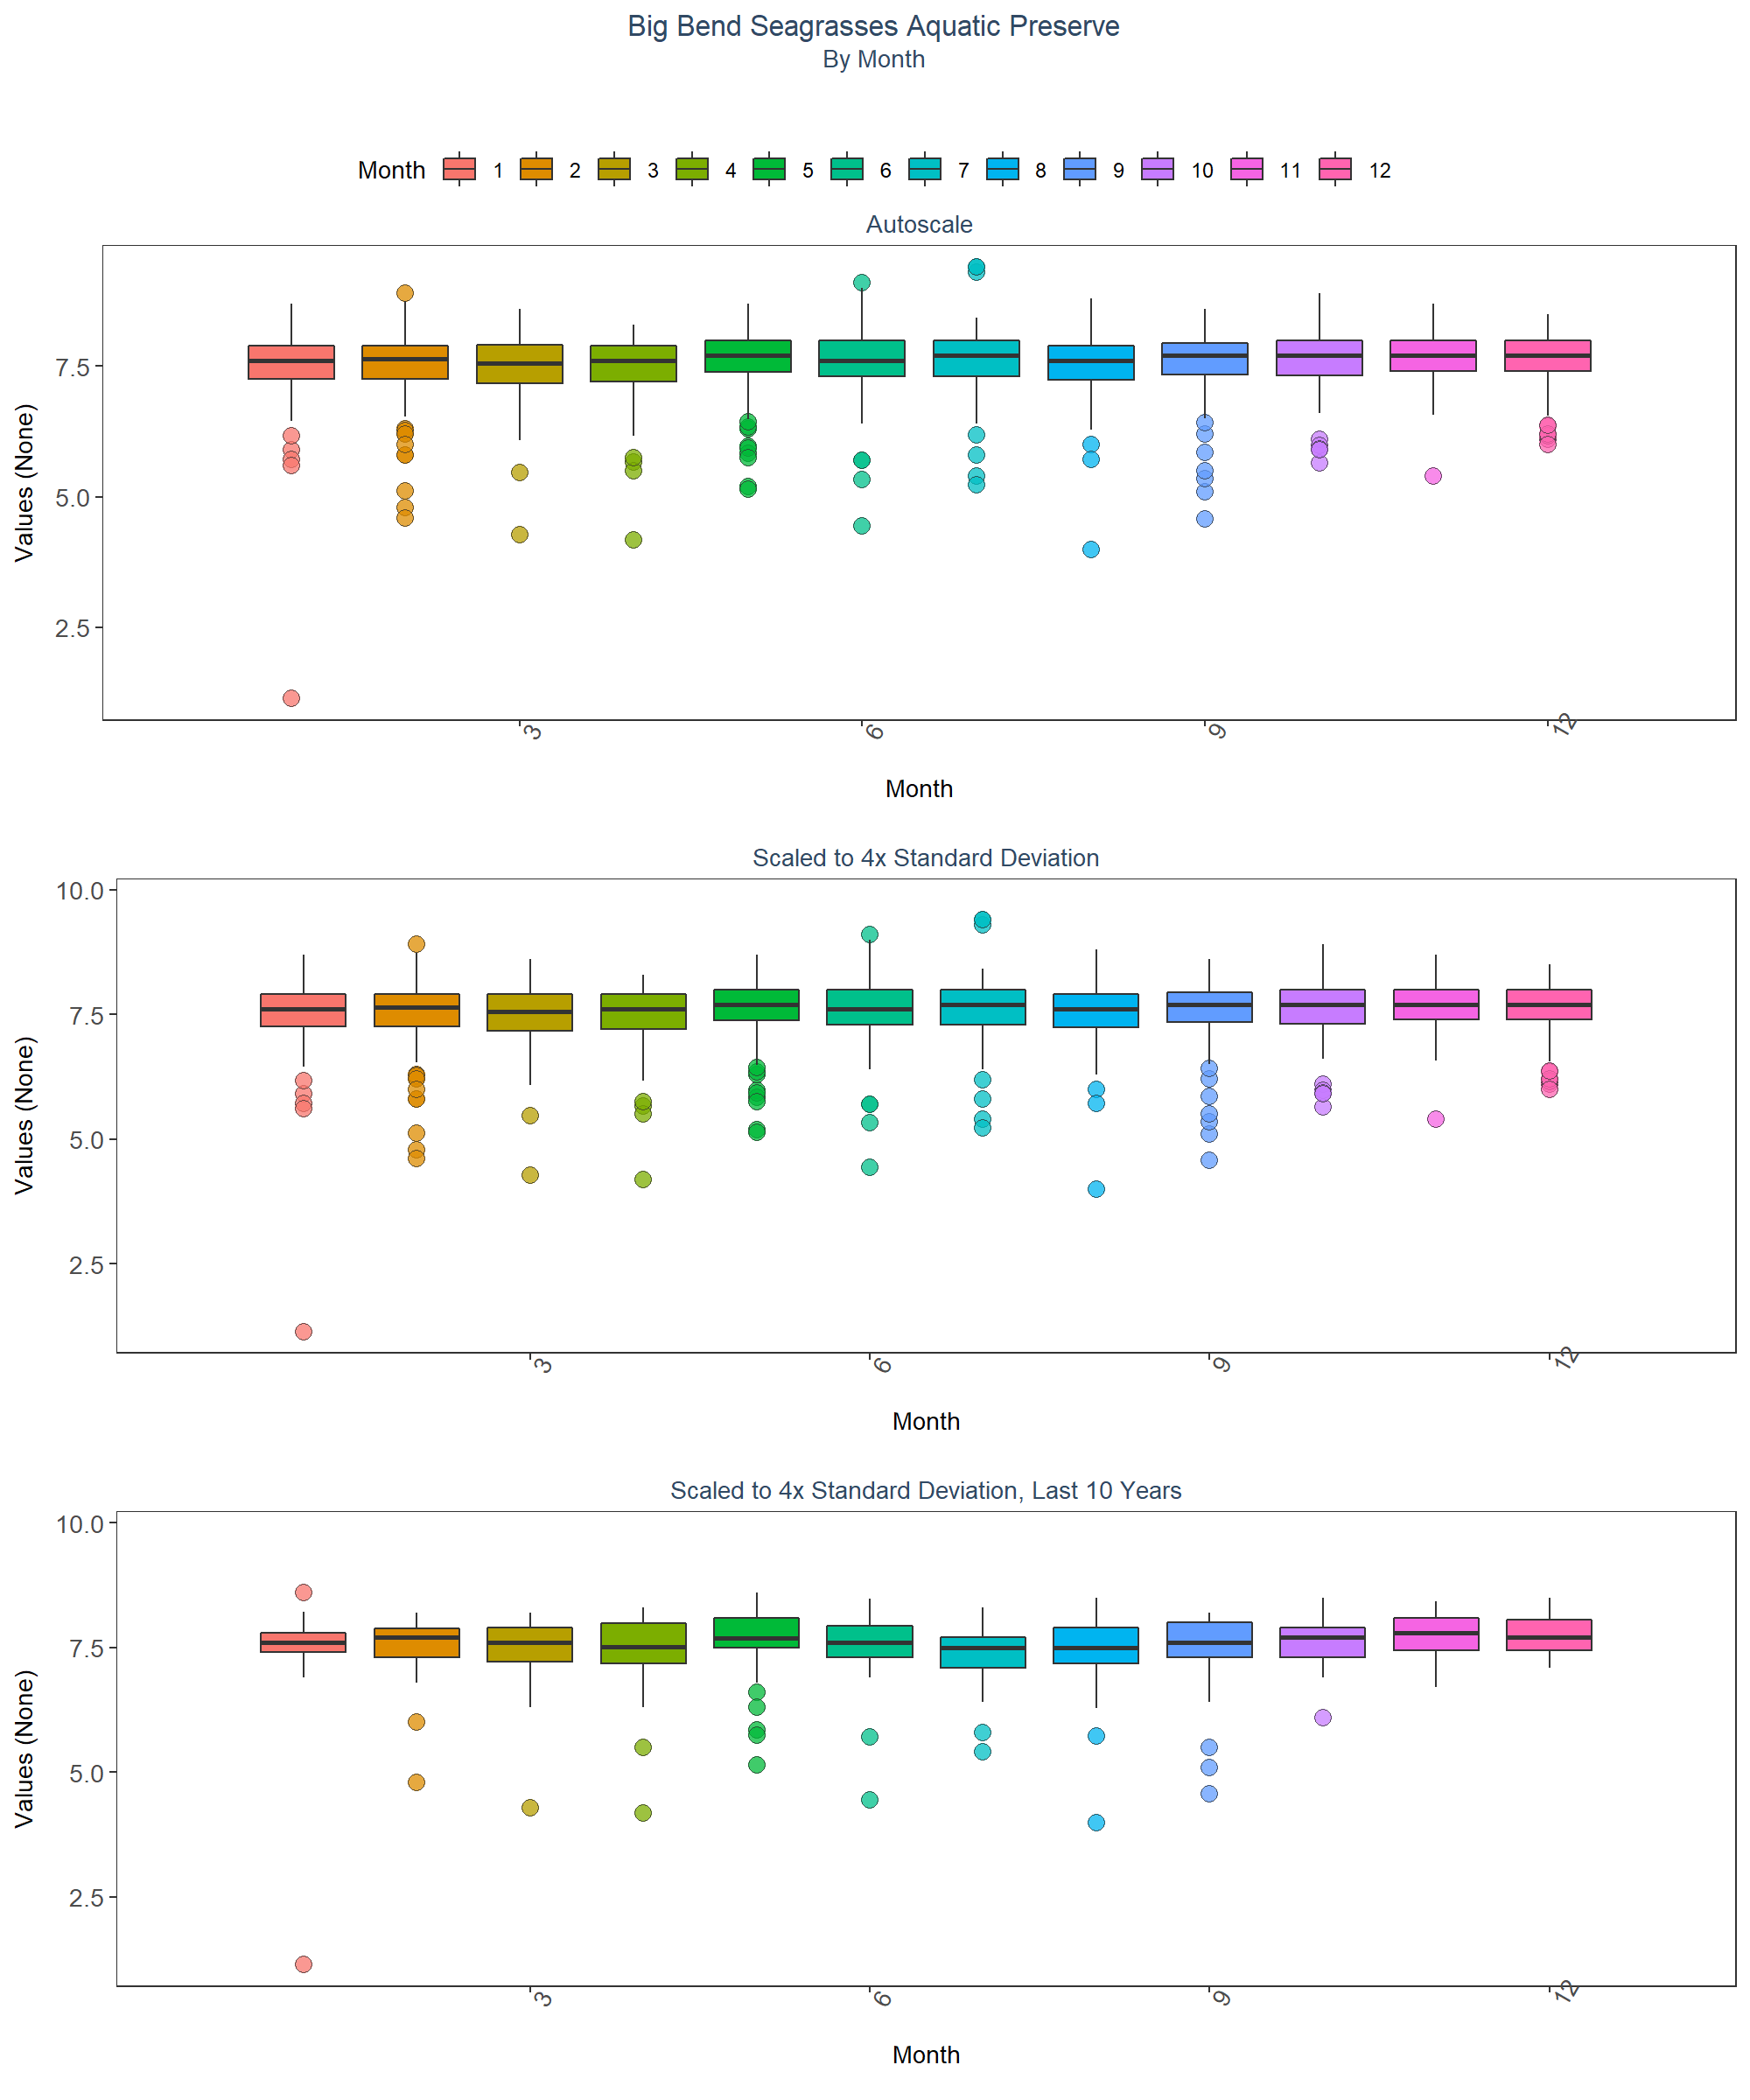 Big Bend Seagrasses Aquatic Preserve
By Month
Month 1 2 3 4 5 6 7 8 9 10 11 12
Autoscale
Values (None)
7.5
5.0
2.5
3 6 9 12
Month
Scaled to 4x Standard Deviation
Values (None)
10.0
7.5
5.0
2.5
3 6 9 12
Month
Scaled to 4x Standard Deviation, Last 10 Years
Values (None)
10.0
7.5
5.0
2.5
3 6 9 12
Month